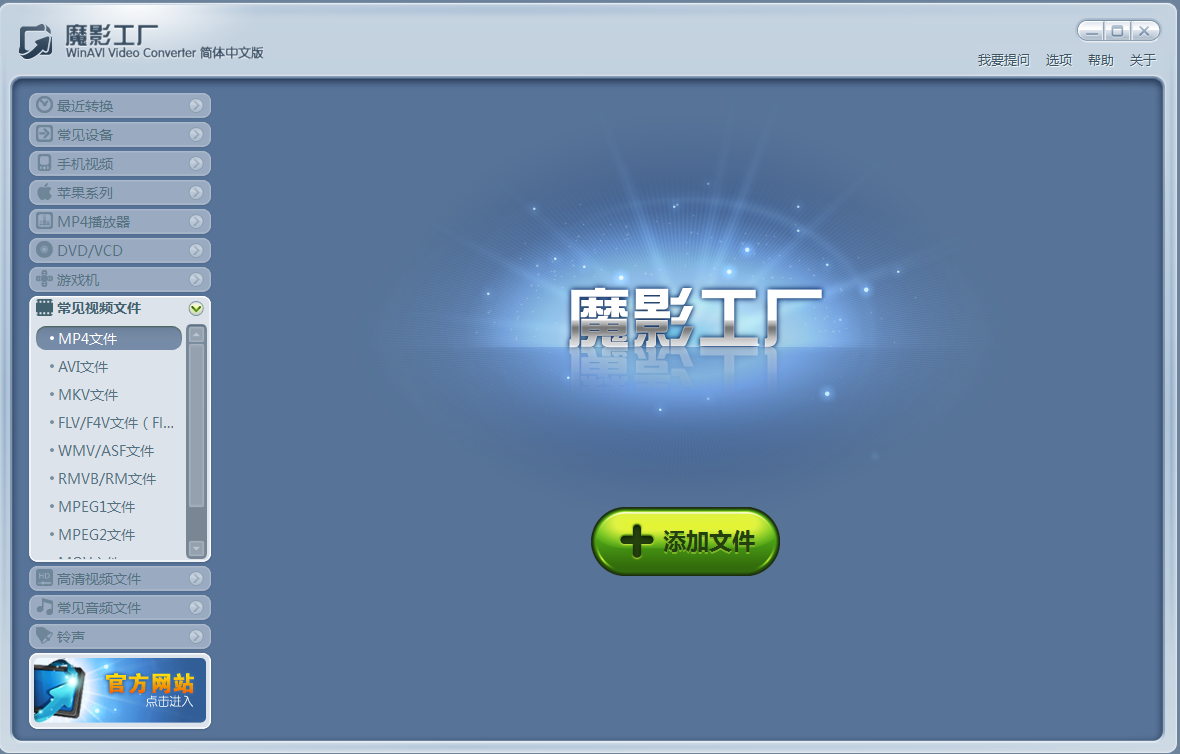 魔影工厂
WinAVI Video Converter 简体中文版
我要提问 选项 帮助 关于
最近转换
常见设备
手机视频
苹果系列
MP4播放器
DVD/VCD
游戏机
常见视频文件
• MP4文件
• AVI文件
• MKV文件
• FLV/F4V文件 ( Fl...
• WMV/ASF文件
• RMVB/RM文件
• MPEG1文件
• MPEG2文件
HD 高清视频文件
常见音频文件
铃声
官方网站
点击进入
魔影工厂
添加文件